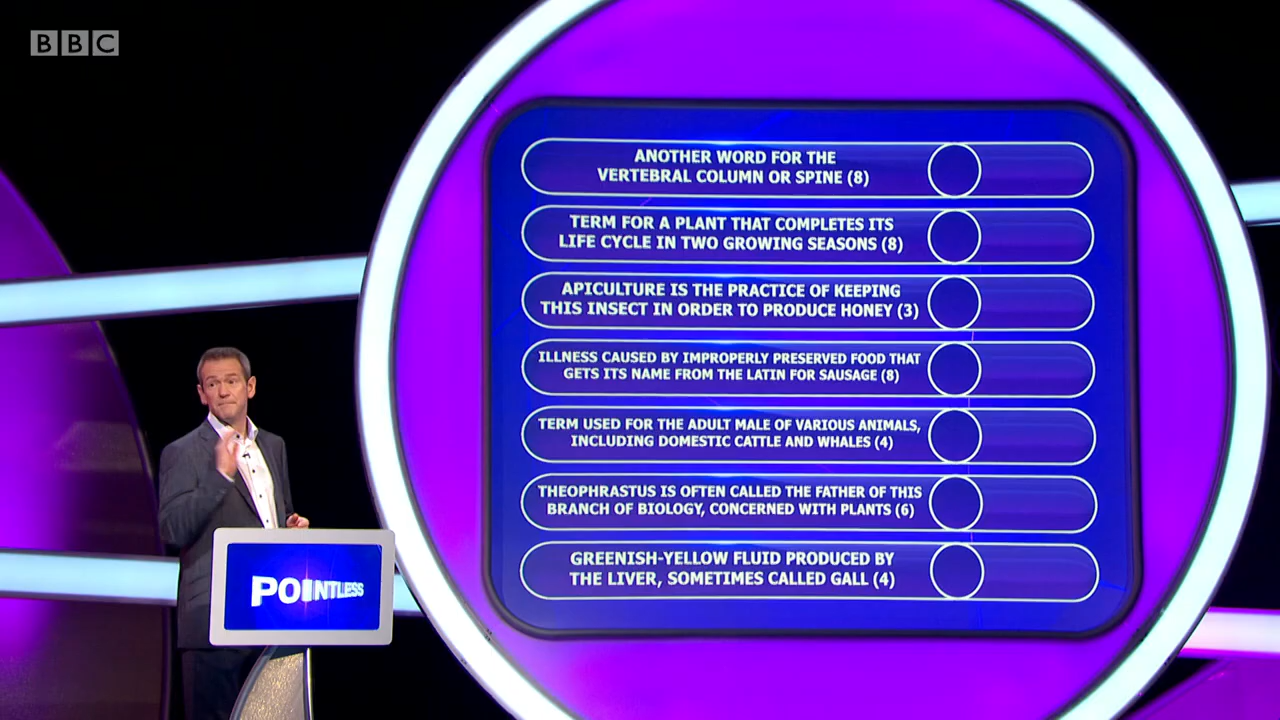 BBC
ANOTHER WORD FOR THE
VERTEBRAL COLUMN OR SPINE (8)
TERM FOR A PLANT THAT COMPLETES ITS
LIFE CYCLE IN TWO GROWING SEASONS (8)
APICULTURE IS THE PRACTICE OF KEEPING
THIS INSECT IN ORDER TO PRODUCE HONEY (3)
ILLNESS CAUSED BY IMPROPERLY PRESERVED FOOD THAT
GETS ITS NAME FROM THE LATIN FOR SAUSAGE (8)
TERM USED FOR THE ADULT MALE OF VARIOUS ANIMALS,
INCLUDING DOMESTIC CATTLE AND WHALES (4)
THEOPHRASTUS IS OFTEN CALLED THE FATHER OF THIS
BRANCH OF BIOLOGY, CONCERNED WITH PLANTS (6)
GREENISH-YELLOW FLUID PRODUCED BY
THE LIVER, SOMETIMES CALLED GALL (4)
POINTLESS